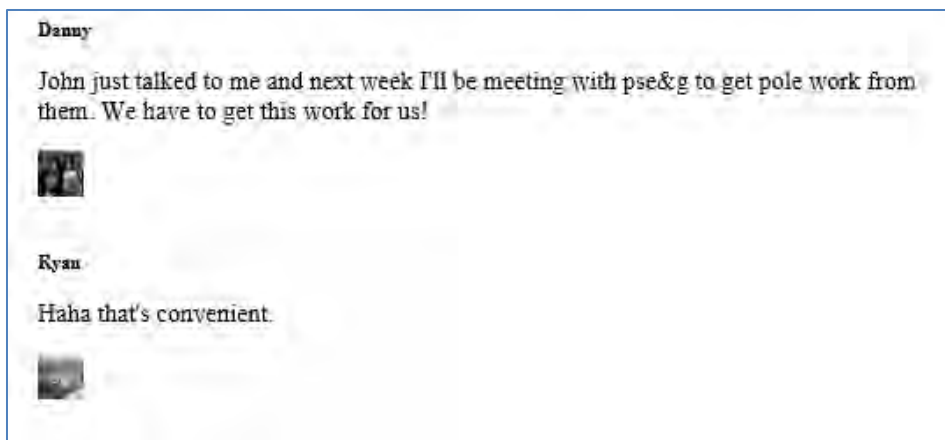 Danny
John just talked to me and next week I'll be meeting with pse&g to get pole work from
them. We have to get this work for us!
Ryan
Haha that's convenient.